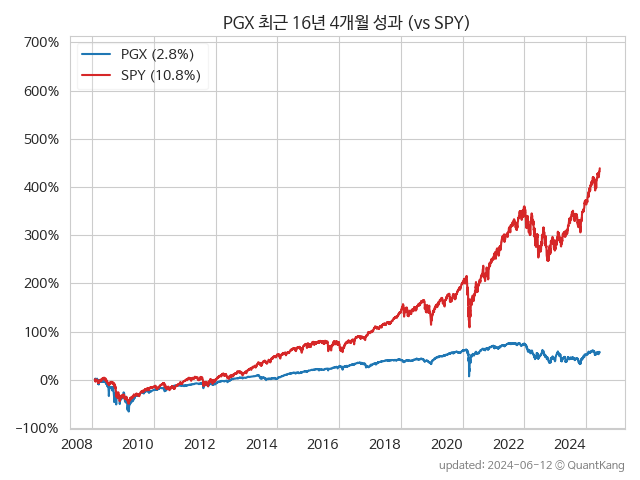 PGX 최근 16년 4개월 성과 (vs SPY)
700%
600%
500%
400%
300%
200%
100%
0%
−100%
PGX (2.8%)
SPY (10.8%)
2008 2010 2012 2014 2016 2018 2020 2022 2024
updated: 2024-06-12 © QuantKang